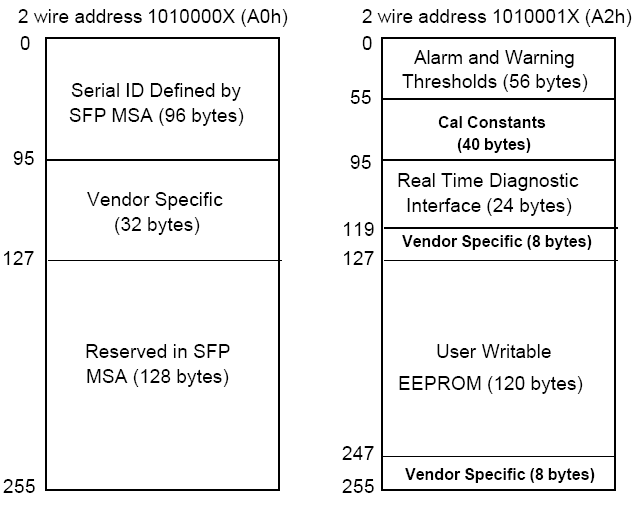 2 wire address 1010000X (A0h)
0
Serial ID Defined by
SFP MSA (96 bytes)
95
Vendor Specific
(32 bytes)
127
Reserved in SFP
MSA (128 bytes)
255
2 wire address 1010001X (A2h)
0
Alarm and Warning
Thresholds (56 bytes)
55
Cal Constants
(40 bytes)
95
Real Time Diagnostic
Interface (24 bytes)
119
Vendor Specific (8 bytes)
127
User Writable
EEPROM (120 bytes)
247
Vendor Specific (8 bytes)
255